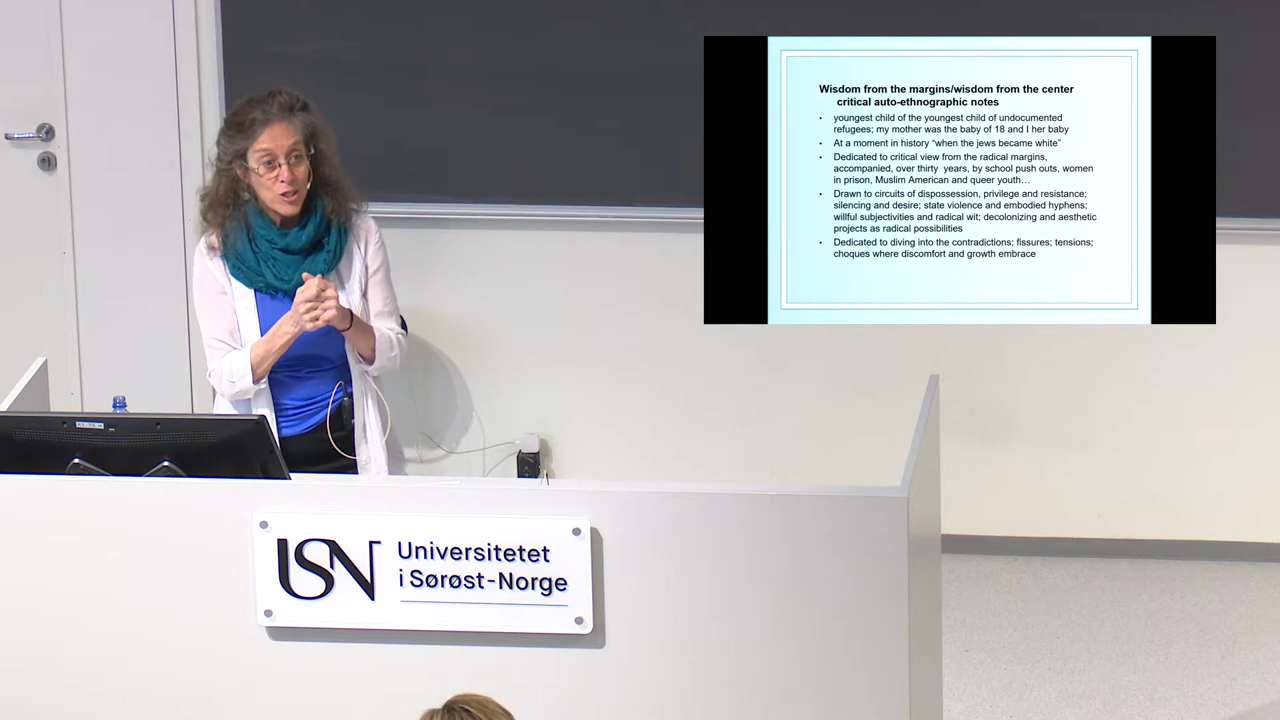 Wisdom from the margins/wisdom from the center
critical auto-ethnographic notes
• youngest child of the youngest child of undocumented
refugees; my mother was the baby of 18 and I her baby
• At a moment in history “when the jews became white”
• Dedicated to critical view from the radical margins,
accompanied, over thirty years, by school push outs, women
in prison, Muslim American and queer youth…
• Drawn to circuits of dispossession, privilege and resistance;
silencing and desire; state violence and embodied hyphens;
willful subjectivities and radical wit; decolonizing and aesthetic
projects as radical possibilities
• Dedicated to diving into the contradictions; fissures; tensions;
choques where discomfort and growth embrace
USN
Universitetet
i Sørøst-Norge